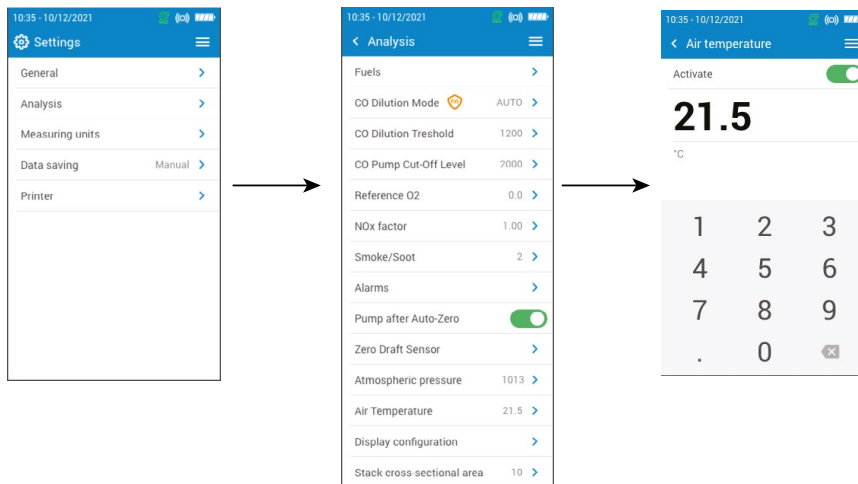 10:35 - 10/12/2021
Settings
General
Analysis
Measuring units
Data saving Manual
Printer
10:35 - 10/12/2021
Analysis
Fuels
CO Dilution Mode CO AUTO
CO Dilution Treshold 1200
CO Pump Cut-Off Level 2000
Reference O2 0.0
NOx factor 1.00
Smoke/Soot 2
Alarms
Pump after Auto-Zero
Zero Draft Sensor
Atmospheric pressure 1013
Air Temperature 21.5
Display configuration
Stack cross-sectional area 10
10:35 - 10/12/2021
Air temperature
Activate
21.5
°C
1 2 3
4 5 6
7 8 9
. 0